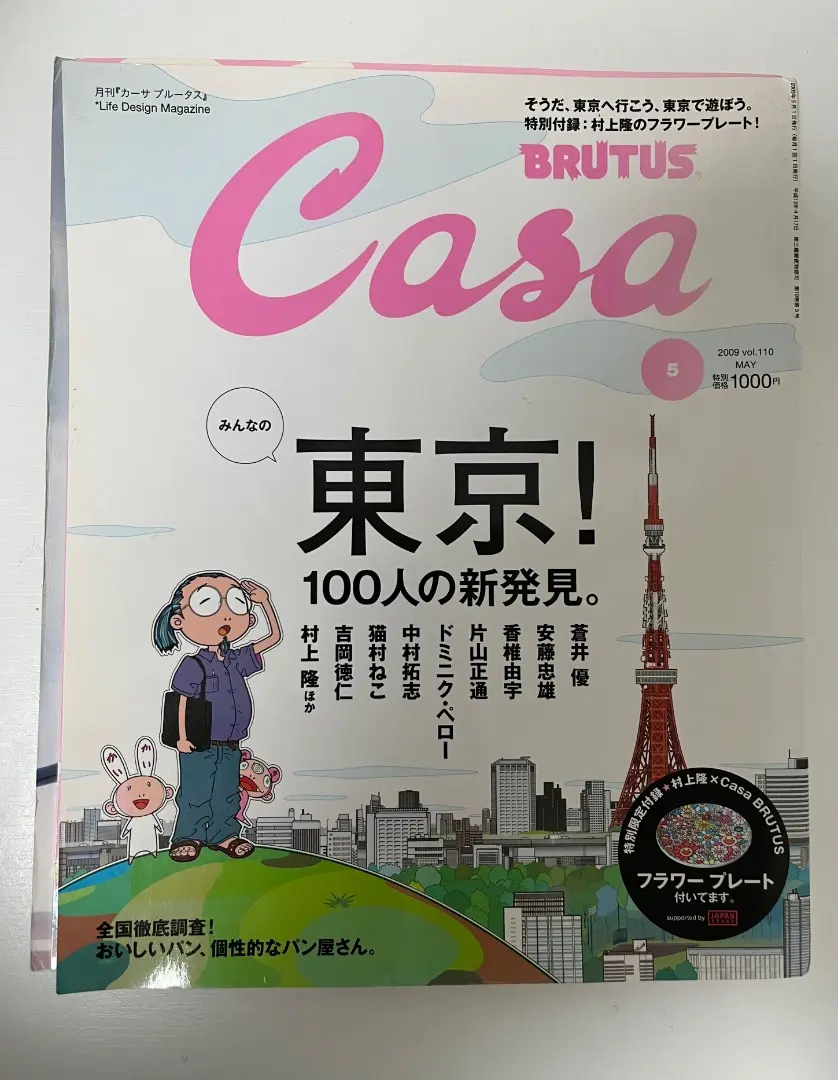 月刊『カーサ ブルータス』
*Life Design Magazine
そうだ、東京へ行こう、東京で遊ぼう。
特別付録:村上隆のフラワープレート!
BRUTUS
Casa
5
2009 vol.110
MAY
特別価格1000円
みんなの
東京!
100人の新発見。
蒼井 優
安藤忠雄
香椎由宇
片山正通
ドミニク・ペロー
中村拓志
猫村ねこ
吉岡徳仁
村上 隆ほか
かい
かい
特別限定付録★村上隆×Casa BRUTUS
フラワー プレート
付いてます。
supported by JAPAN BRAND
全国徹底調査!
おいしいパン、個性的なパン屋さん。